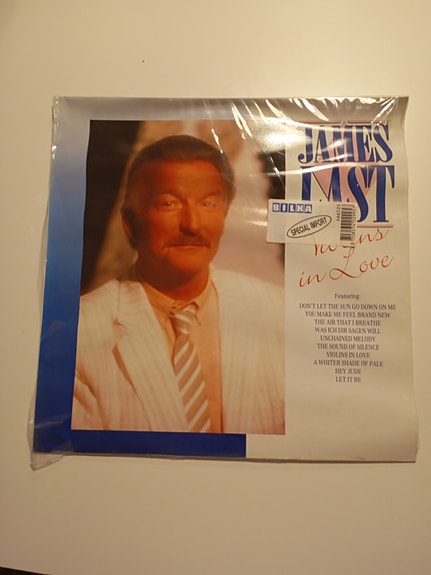 JAMES
LAST
BILKA
SPECIAL IMPORT
in Love
Featuring:
DON'T LET THE SUN GO DOWN ON ME
YOU MAKE ME FEEL BRAND NEW
THE AIR THAT I BREATHE
WAS ICH DIR SAGEN WILL
UNCHAINED MELODY
THE SOUND OF SILENCE
VIOLINS IN LOVE
A WHITER SHADE OF PALE
HEY JUDE
LET IT BE